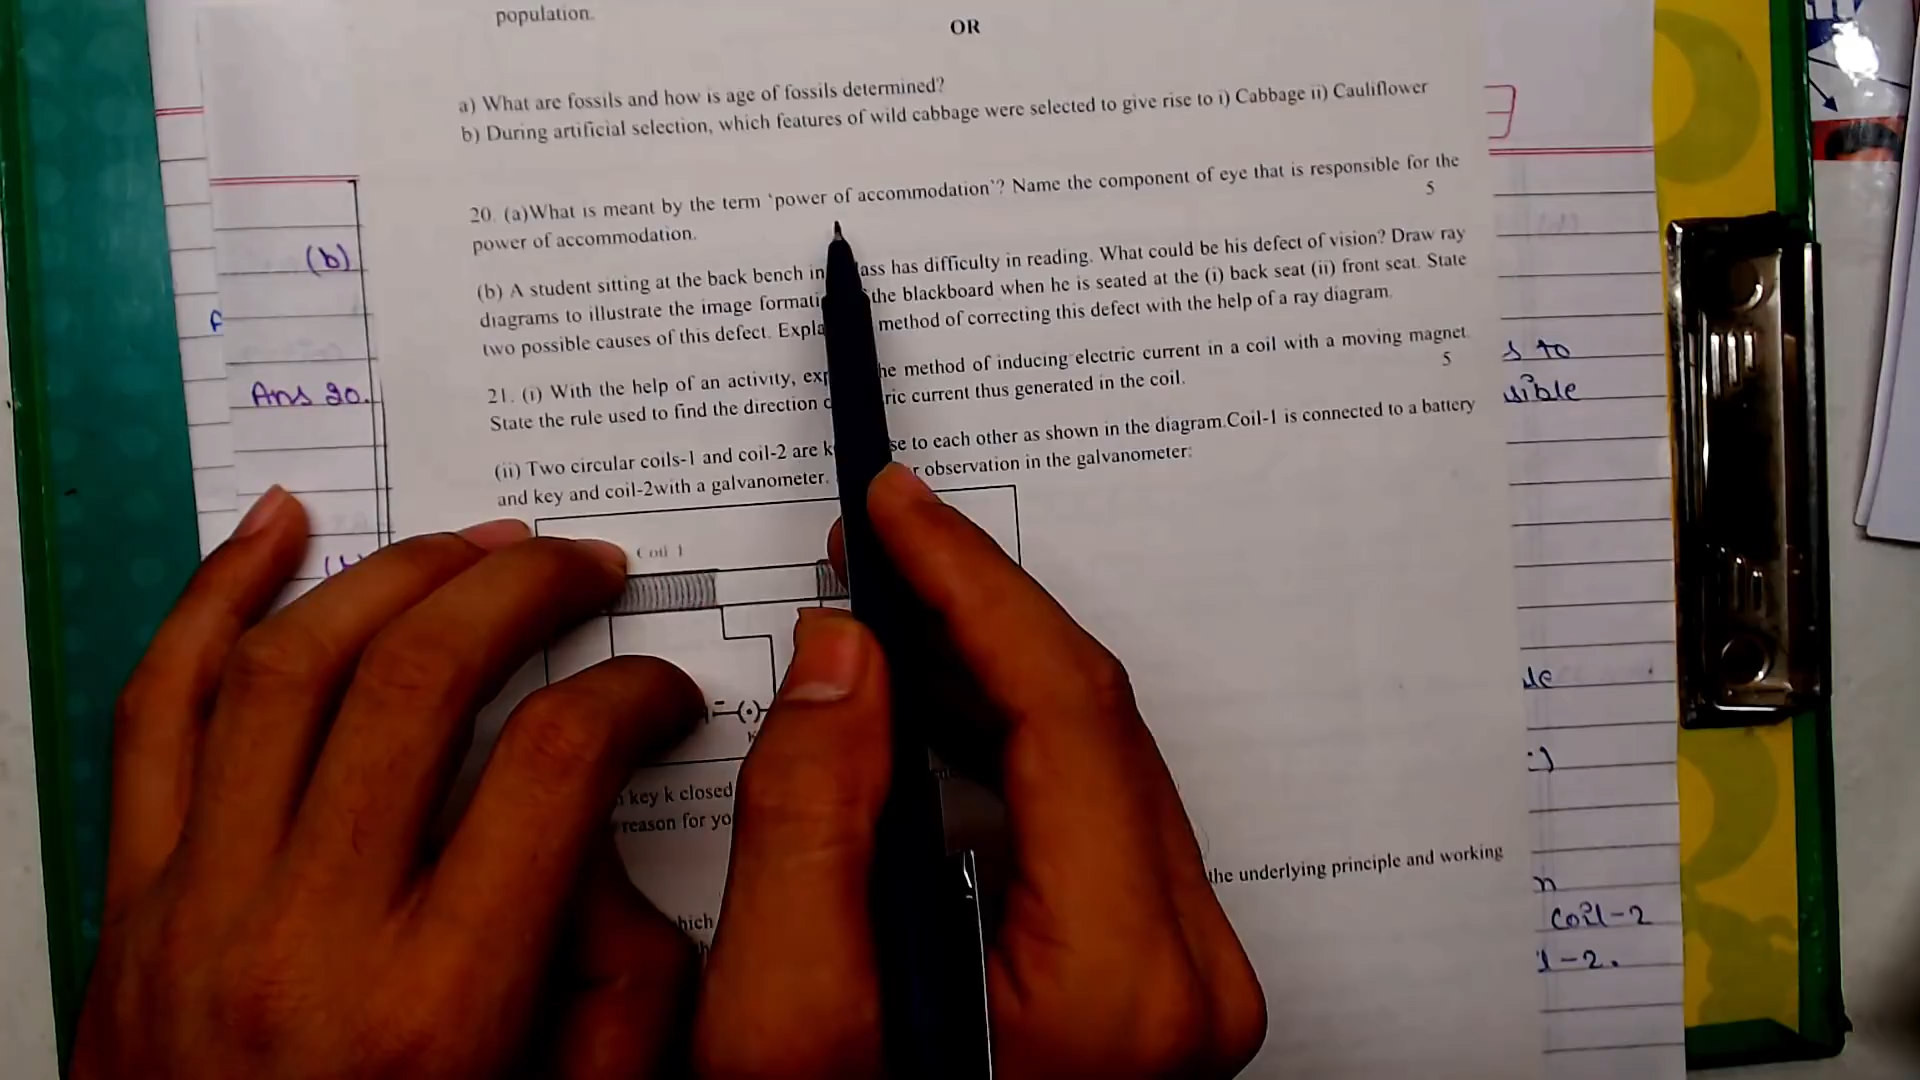 population.
OR
a) What are fossils and how is age of fossils determined?
b) During artificial selection, which features of wild cabbage were selected to give rise to i) Cabbage ii) Cauliflower
20. (a)What is meant by the term 'power of accommodation'? Name the component of eye that is responsible for the
power of accommodation.
5
(b) A student sitting at the back bench in ass has difficulty in reading. What could be his defect of vision? Draw ray
diagrams to illustrate the image formati the blackboard when he is seated at the (i) back seat (ii) front seat. State
two possible causes of this defect. Expla method of correcting this defect with the help of a ray diagram.
21. (i) With the help of an activity, exp he method of inducing electric current in a coil with a moving magnet.
State the rule used to find the direction ric current thus generated in the coil.
5
(ii) Two circular coils-1 and coil-2 are k se to each other as shown in the diagram.Coil-1 is connected to a battery
and key and coil-2with a galvanometer. r observation in the galvanometer:
Coil 1
key k closed
reason for yo
the underlying principle and working
hich
(b)
Ans 20.
s to
sible
le
n
Coil-2
1-2.